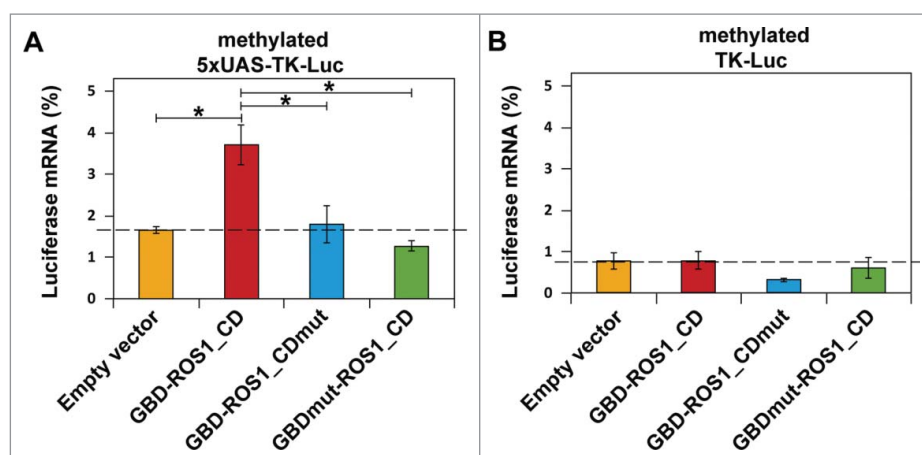 A
methylated
5xUAS-TK-Luc
Luciferase mRNA (%)
5
4
3
2
1
0
*
*
*
Empty vector
GBD-ROS1_CD
GBD-ROS1_CDmut
GBDmut-ROS1_CD
B
methylated
TK-Luc
Luciferase mRNA (%)
5
4
3
2
1
0
Empty vector
GBD-ROS1_CD
GBD-ROS1_CDmut
GBDmut-ROS1_CD